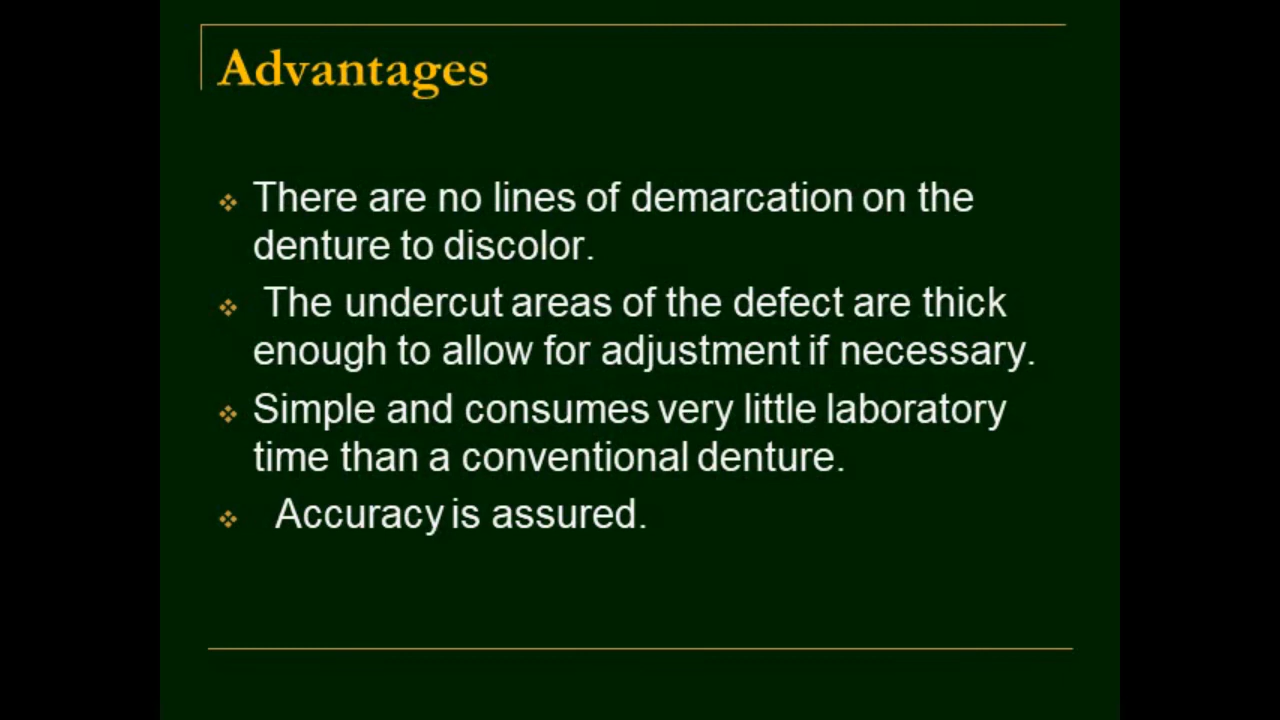 Advantages
There are no lines of demarcation on the
denture to discolor.
The undercut areas of the defect are thick
enough to allow for adjustment if necessary.
Simple and consumes very little laboratory
time than a conventional denture.
Accuracy is assured.